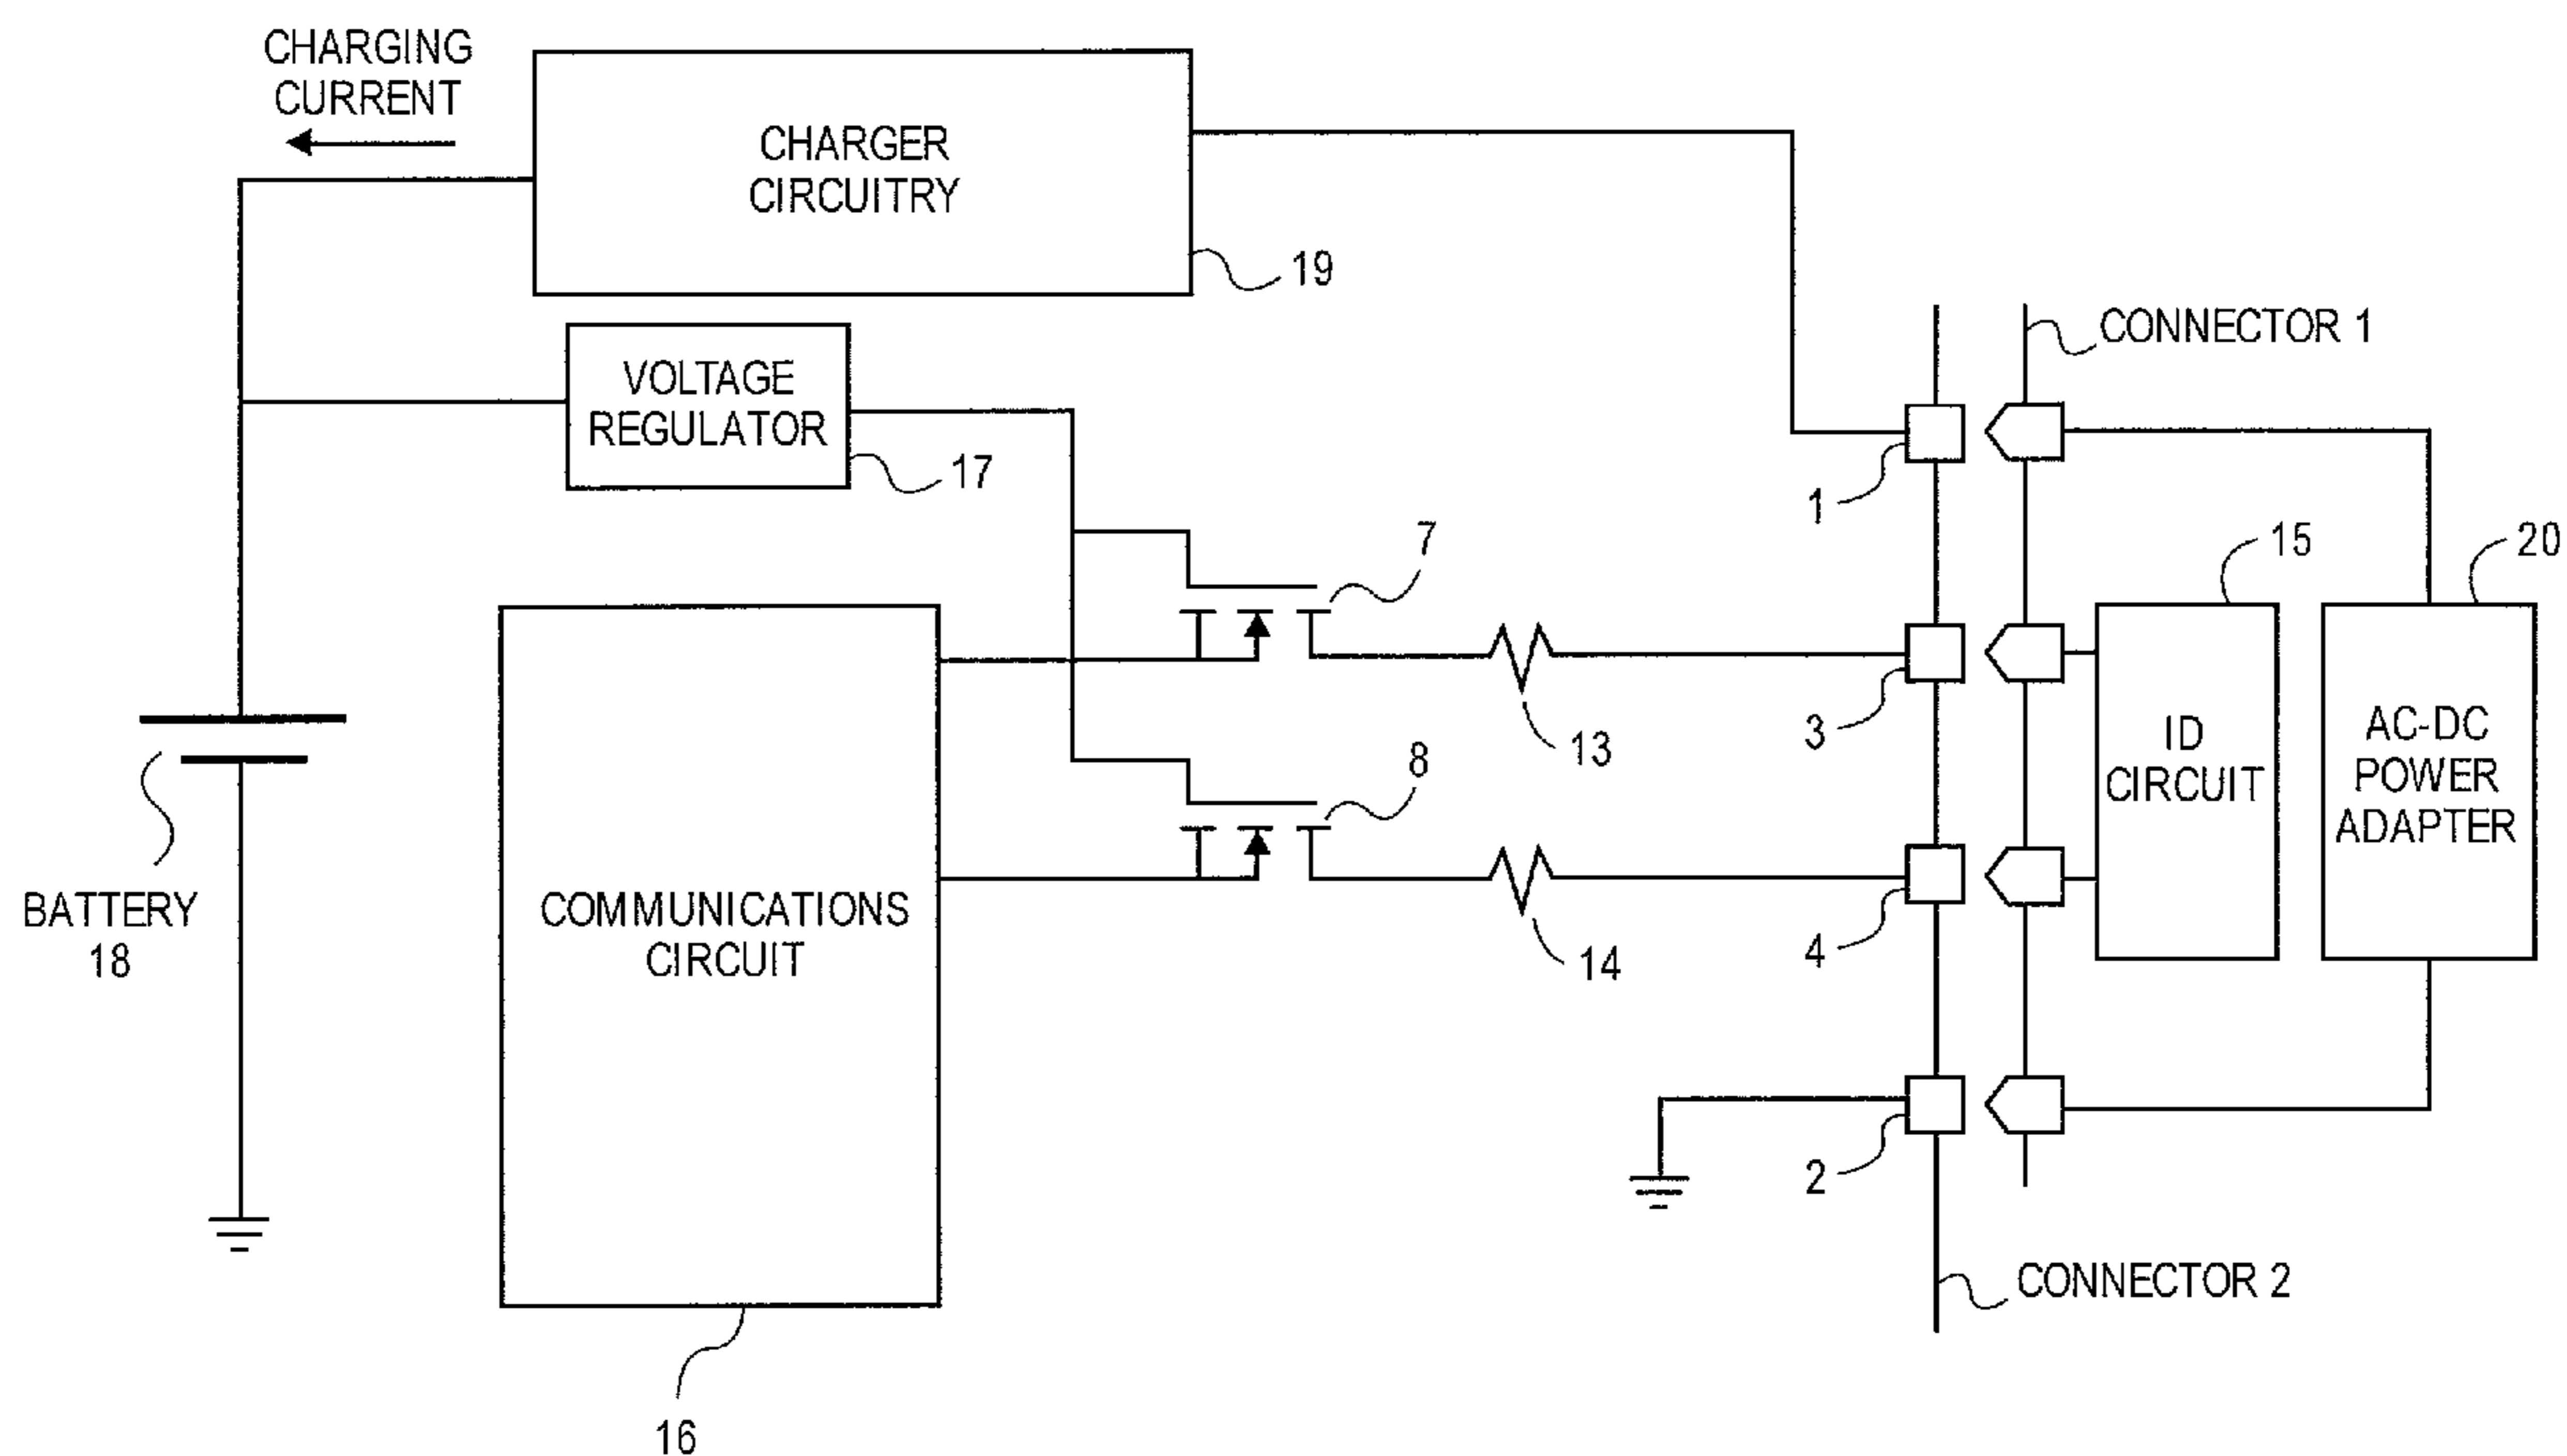 CHARGING
CURRENT
CHARGER
CIRCUITRY
19
CONNECTOR 1
VOLTAGE
REGULATOR
17
1
7
15
20
3
13
8
ID
CIRCUIT
AC-DC
POWER
ADAPTER
BATTERY
18
COMMUNICATIONS
CIRCUIT
14
4
2
CONNECTOR 2
16